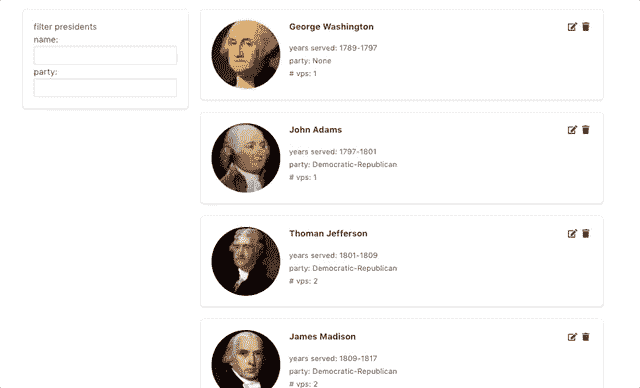 filter presidents
name:
party:
George Washington
years served: 1789-1797
party: None
# vps: 1
John Adams
years served: 1797-1801
party: Democratic-Republican
# vps: 1
Thoman Jefferson
years served: 1801-1809
party: Democratic-Republican
# vps: 2
James Madison
years served: 1809-1817
party: Democratic-Republican
# vps: 2